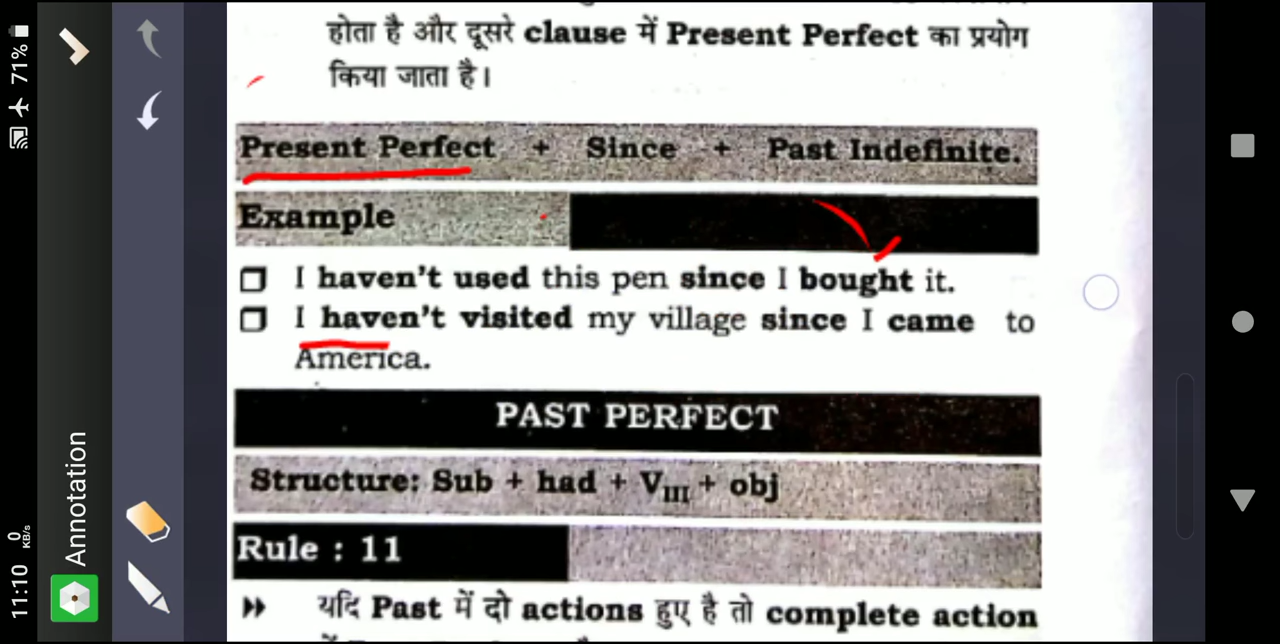 होता है और दूसरे clause में Present Perfect का प्रयोग
किया जाता है।
Present Perfect + Since + Past Indefinite.
Example
I haven't used this pen since I bought it.
I haven't visited my village since I came to
America.
PAST PERFECT
Structure: Sub + had + VIII + obj
Rule : 11
यदि Past में दो actions हुए है तो complete action
11:10
0
KB/s
71%
Annotation